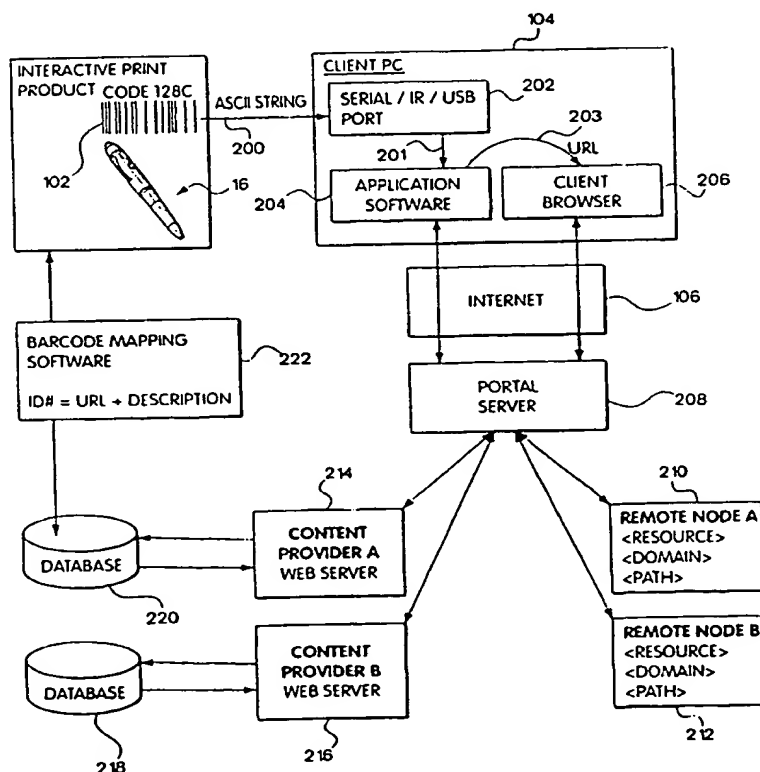 104
INTERACTIVE PRINT
PRODUCT
CODE 128C
102
16
ASCII STRING
200
CLIENT PC
SERIAL / IR / USB
PORT
202
201
203
URL
204
APPLICATION
SOFTWARE
CLIENT
BROWSER
206
INTERNET
106
BARCODE MAPPING
SOFTWARE
ID# = URL + DESCRIPTION
222
PORTAL
SERVER
208
214
210
DATABASE
220
CONTENT
PROVIDER A
WEB SERVER
REMOTE NODE A
<RESOURCE>
<DOMAIN>
<PATH>
DATABASE
218
CONTENT
PROVIDER B
WEB SERVER
216
REMOTE NODE B
<RESOURCE>
<DOMAIN>
<PATH>
212